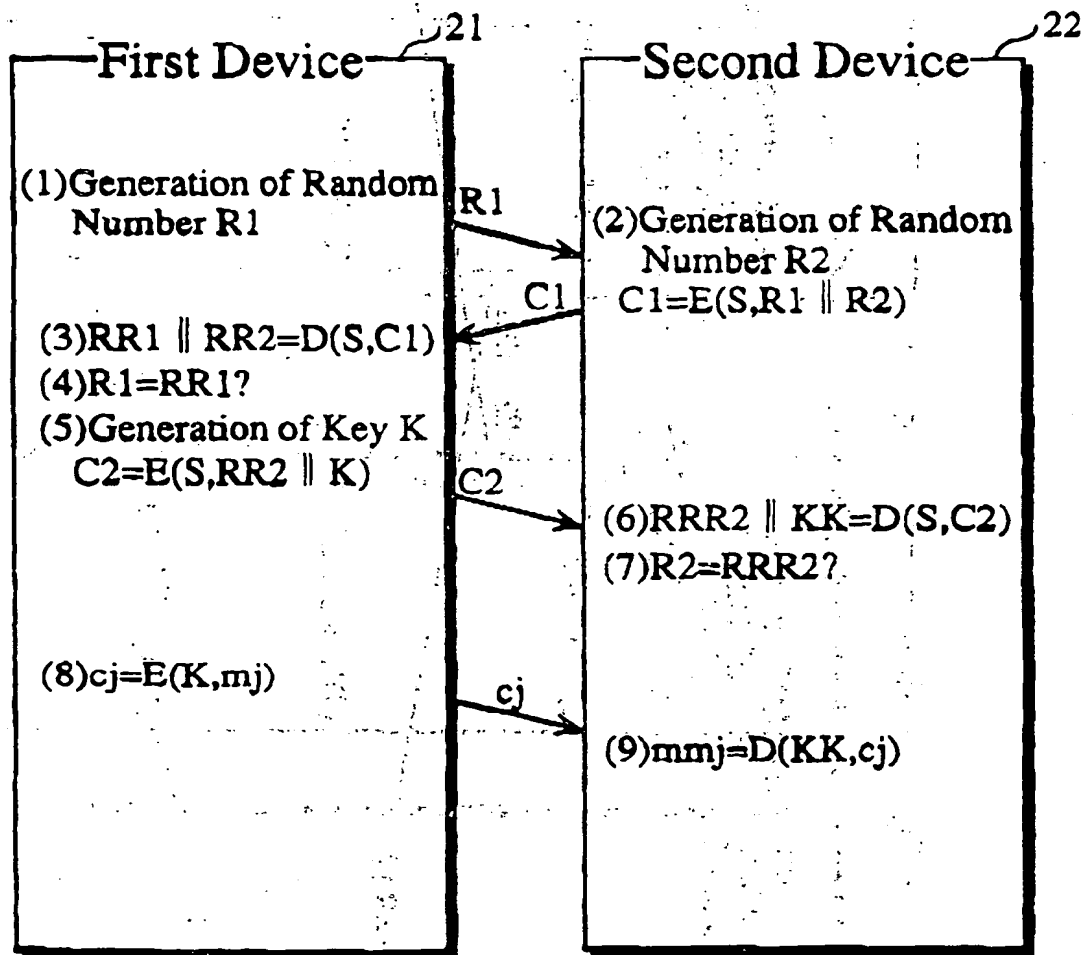 21
22
First Device
Second Device
(1)Generation of Random
Number R1
R1
(2)Generation of Random
Number R2
C1=E(S,R1 || R2)
C1
(3)RR1 || RR2=D(S,C1)
(4)R1=RR1?
(5)Generation of Key K
C2=E(S,RR2 || K)
C2
(6)RRR2 || KK=D(S,C2)
(7)R2=RRR2?
(8)cj=E(K,mj)
cj
(9)mmj=D(KK,cj)